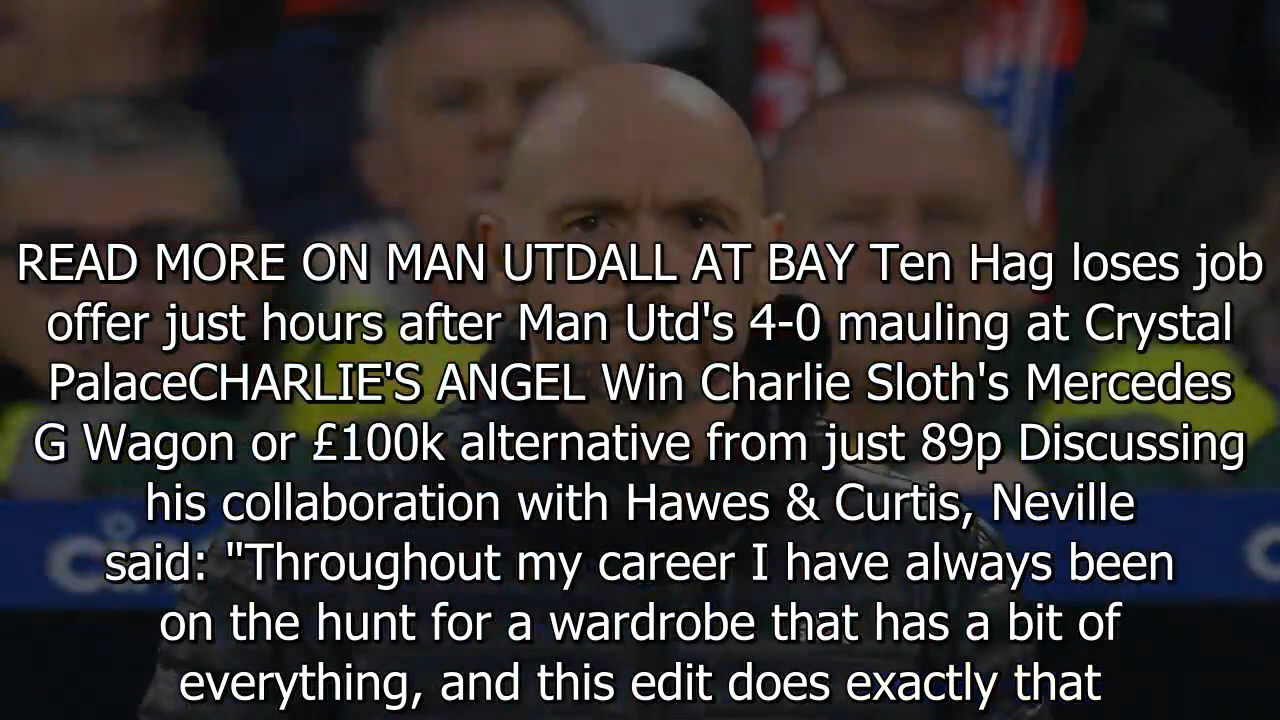 READ MORE ON MAN UTDALL AT BAY Ten Hag loses job
offer just hours after Man Utd's 4-0 mauling at Crystal
PalaceCHARLIE'S ANGEL Win Charlie Sloth's Mercedes
G Wagon or £100k alternative from just 89p Discussing
his collaboration with Hawes & Curtis, Neville
said: "Throughout my career I have always been
on the hunt for a wardrobe that has a bit of
everything, and this edit does exactly that